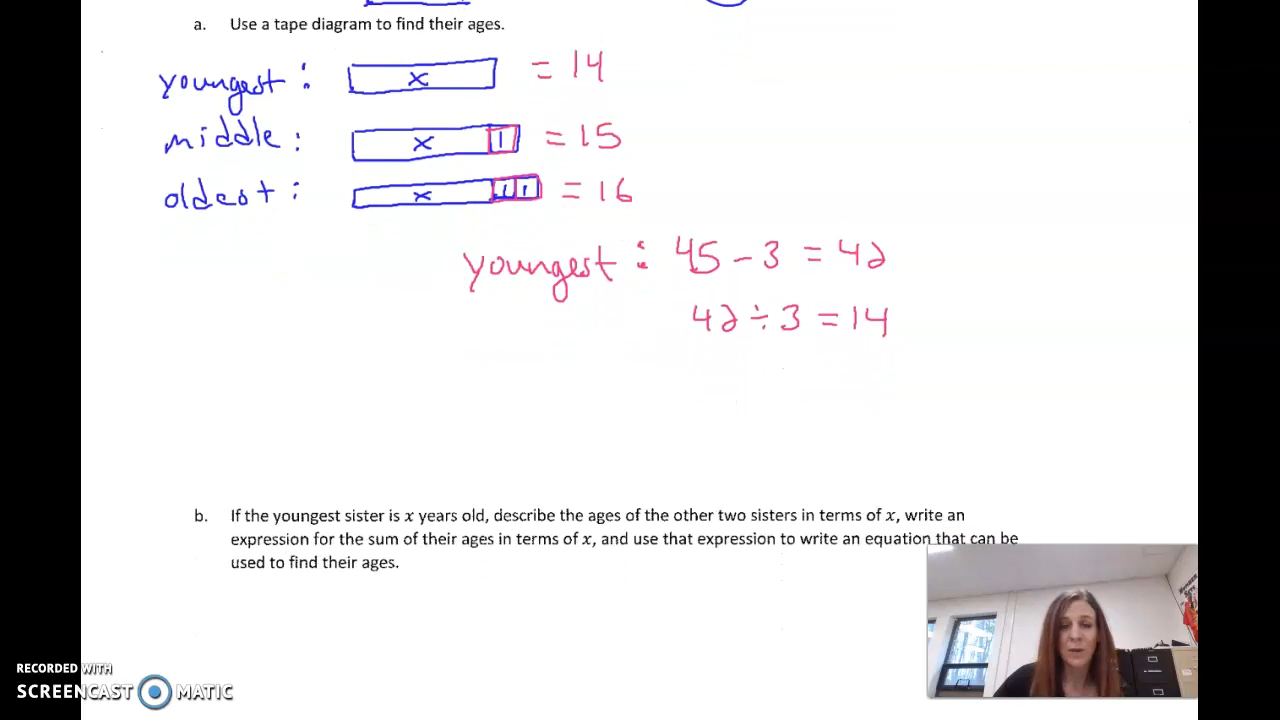 a. Use a tape diagram to find their ages.
youngest: x = 14
middle: x 1 = 15
oldest: x 1 1 = 16
youngest: 45 - 3 = 42
42 ÷ 3 = 14
b. If the youngest sister is x years old, describe the ages of the other two sisters in terms of x, write an
expression for the sum of their ages in terms of x, and use that expression to write an equation that can be
used to find their ages.
RECORDED WITH
SCREENCAST MATIC